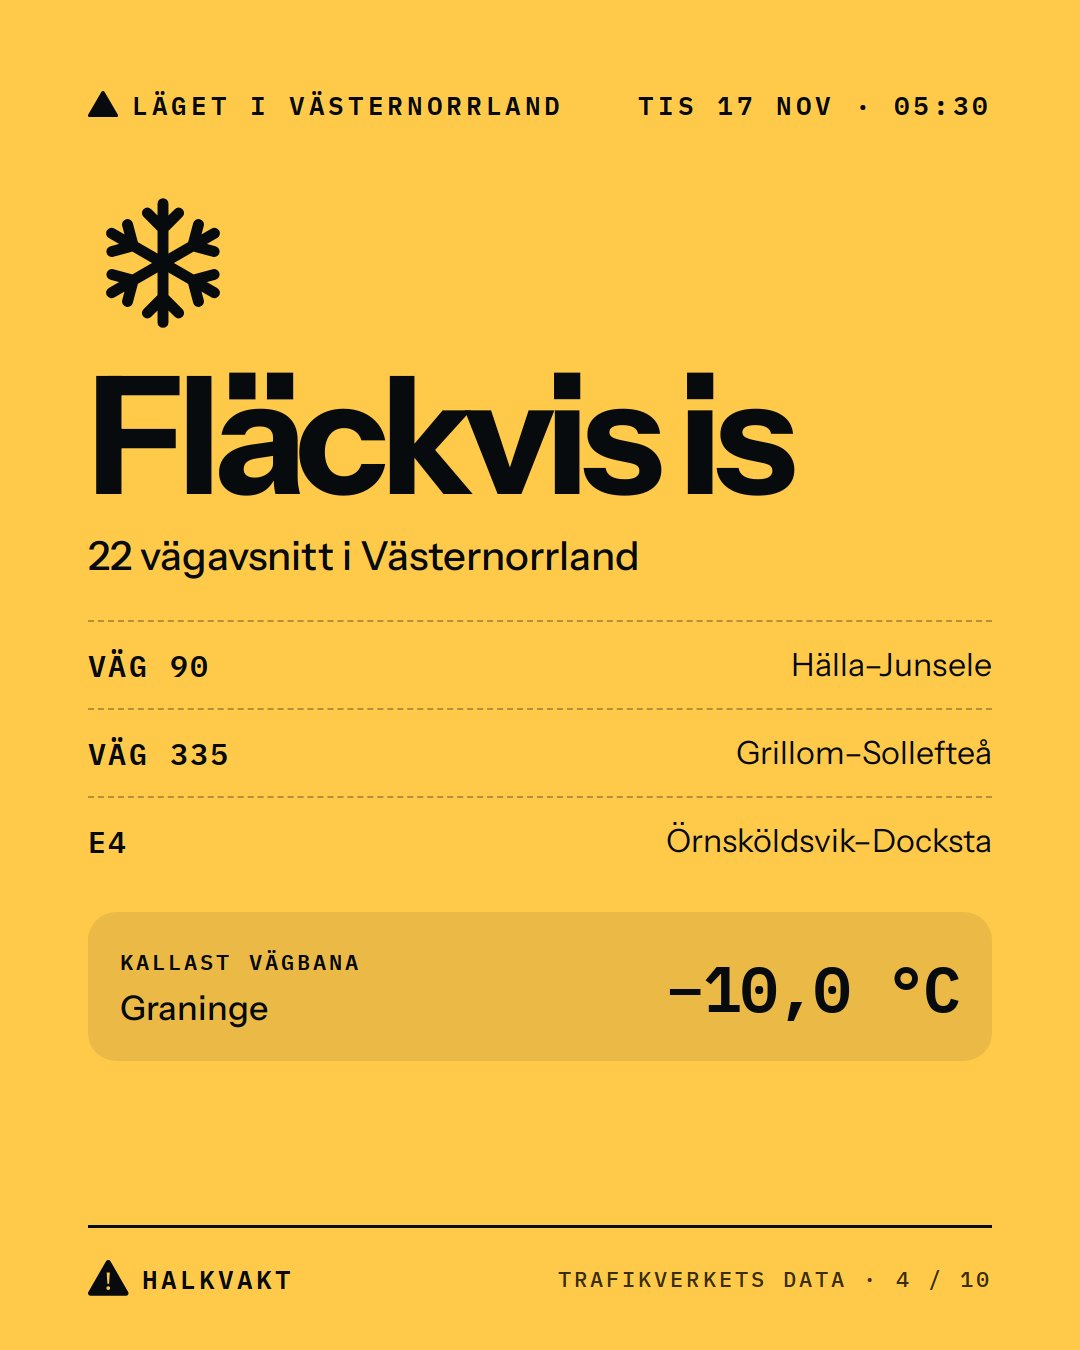 LÄGET I VÄSTERNORRLAND TIS 17 NOV · 05:30
Fläckvis is
22 vägavsnitt i Västernorrland
VÄG 90 Hälla–Junsele
VÄG 335 Grillom–Sollefteå
E4 Örnsköldsvik–Docksta
KALLAST VÄGBANA
Graninge −10,0 °C
HALKVAKT TRAFIKVERKETS DATA · 4 / 10